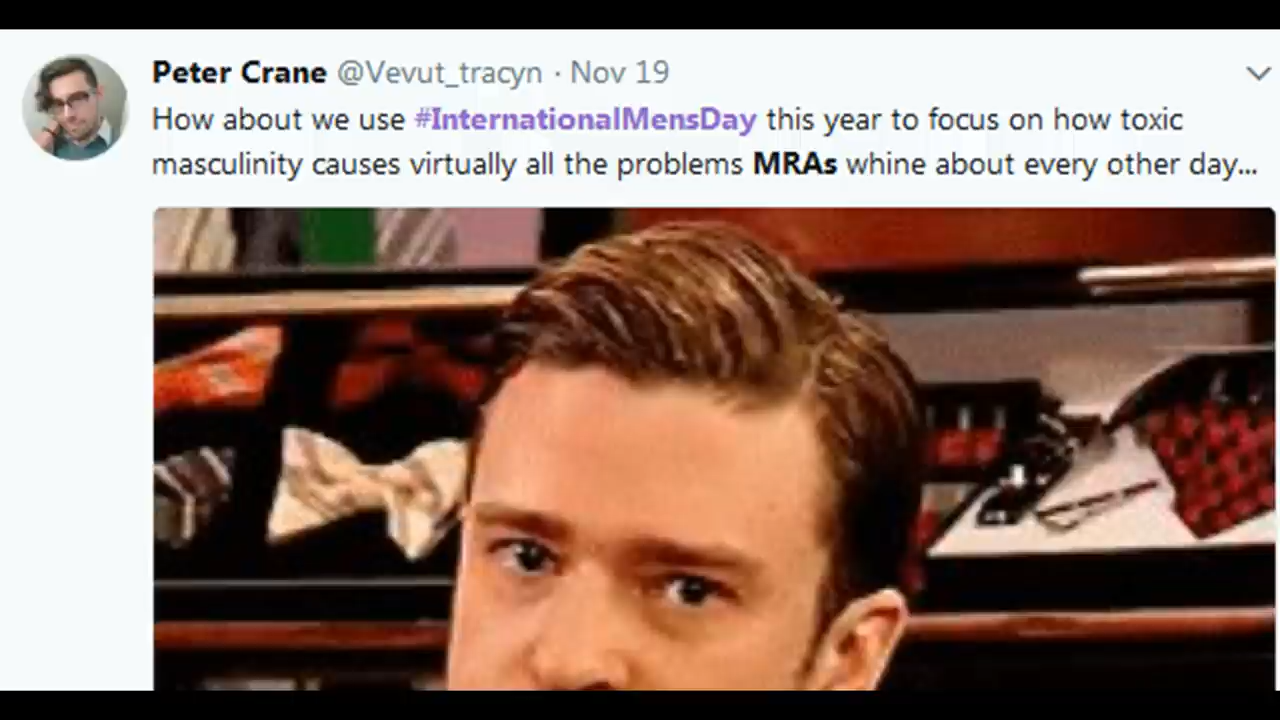 Peter Crane @Vevut_tracyn · Nov 19
How about we use #InternationalMensDay this year to focus on how toxic
masculinity causes virtually all the problems MRAs whine about every other day...